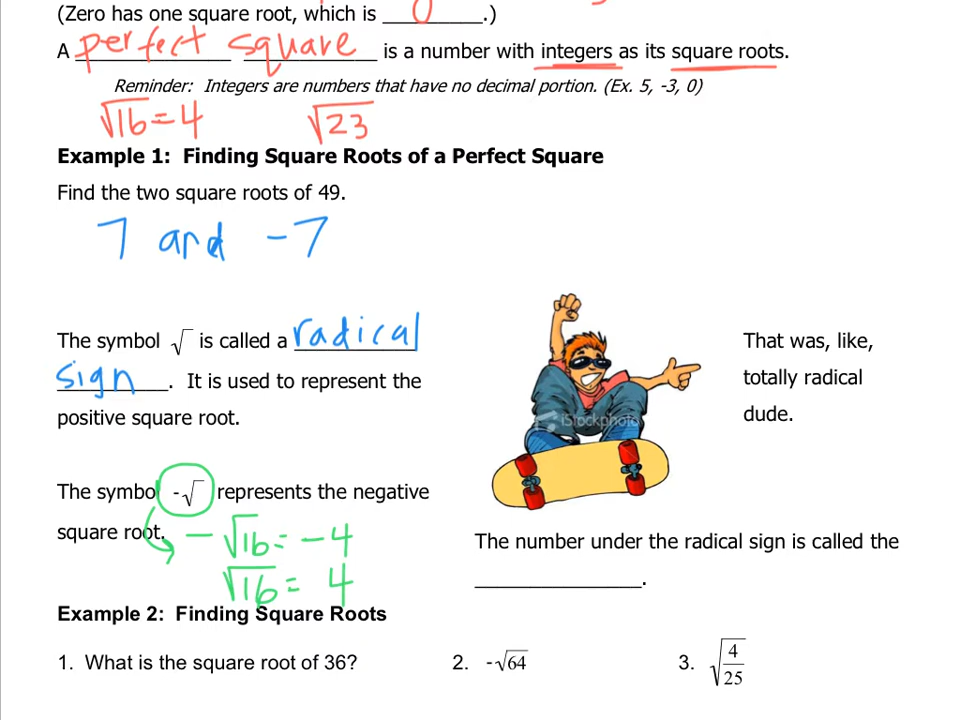 (Zero has one square root, which is 0.)
A perfect square is a number with integers as its square roots.
Reminder: Integers are numbers that have no decimal portion. (Ex. 5, -3, 0)
√16 = 4 √23
Example 1: Finding Square Roots of a Perfect Square
Find the two square roots of 49.
7 and -7
The symbol √ is called a radical
sign. It is used to represent the
positive square root.
That was, like,
totally radical
dude.
iStockphoto
The symbol -√ represents the negative
square root.
-√16 = -4
√16 = 4
The number under the radical sign is called the
____________.
Example 2: Finding Square Roots
1. What is the square root of 36? 2. -√64 3. √(4/25)